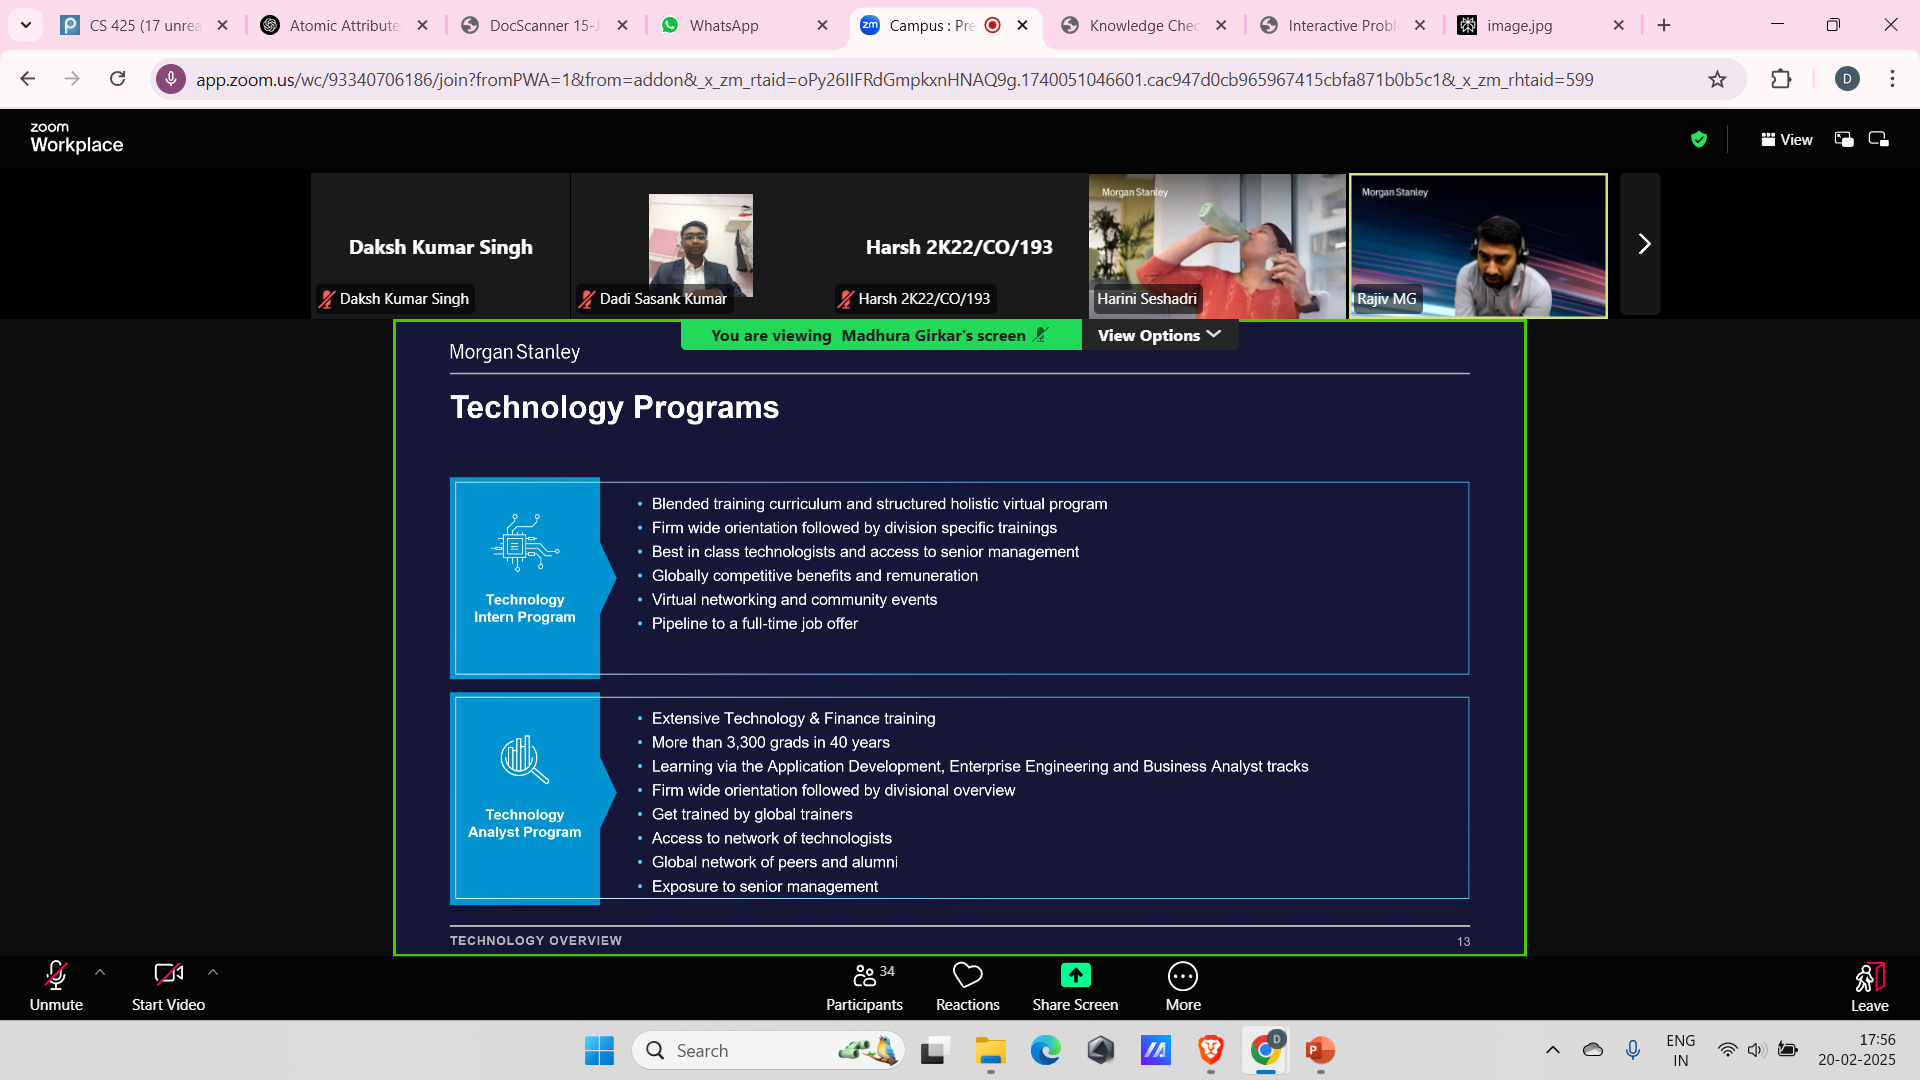 CS 425 (17 unrea
Atomic Attribute
DocScanner 15-J
WhatsApp
zm
Campus : Pre
Knowledge Chec
Interactive Probl
image.jpg
app.zoom.us/wc/93340706186/join?fromPWA=1&from=addon&_x_zm_rtaid=oPy26IIFRdGmpkxnHNAQ9g.1740051046601.cac947d0cb965967415cbfa871b0b5c1&_x_zm_rhtaid=599
D
zoom
Workplace
View
Daksh Kumar Singh
Daksh Kumar Singh
Dadi Sasank Kumar
Harsh 2K22/CO/193
Harsh 2K22/CO/193
Morgan Stanley
Harini Seshadri
Morgan Stanley
Rajiv MG
You are viewing Madhura Girkar's screen
View Options
Morgan Stanley
Technology Programs
Technology
Intern Program
• Blended training curriculum and structured holistic virtual program
• Firm wide orientation followed by division specific trainings
• Best in class technologists and access to senior management
• Globally competitive benefits and remuneration
• Virtual networking and community events
• Pipeline to a full-time job offer
Technology
Analyst Program
• Extensive Technology & Finance training
• More than 3,300 grads in 40 years
• Learning via the Application Development, Enterprise Engineering and Business Analyst tracks
• Firm wide orientation followed by divisional overview
• Get trained by global trainers
• Access to network of technologists
• Global network of peers and alumni
• Exposure to senior management
TECHNOLOGY OVERVIEW
13
Unmute
Start Video
34
Participants
Reactions
Share Screen
More
Leave
Search
D
P
ENG
IN
17:56
20-02-2025